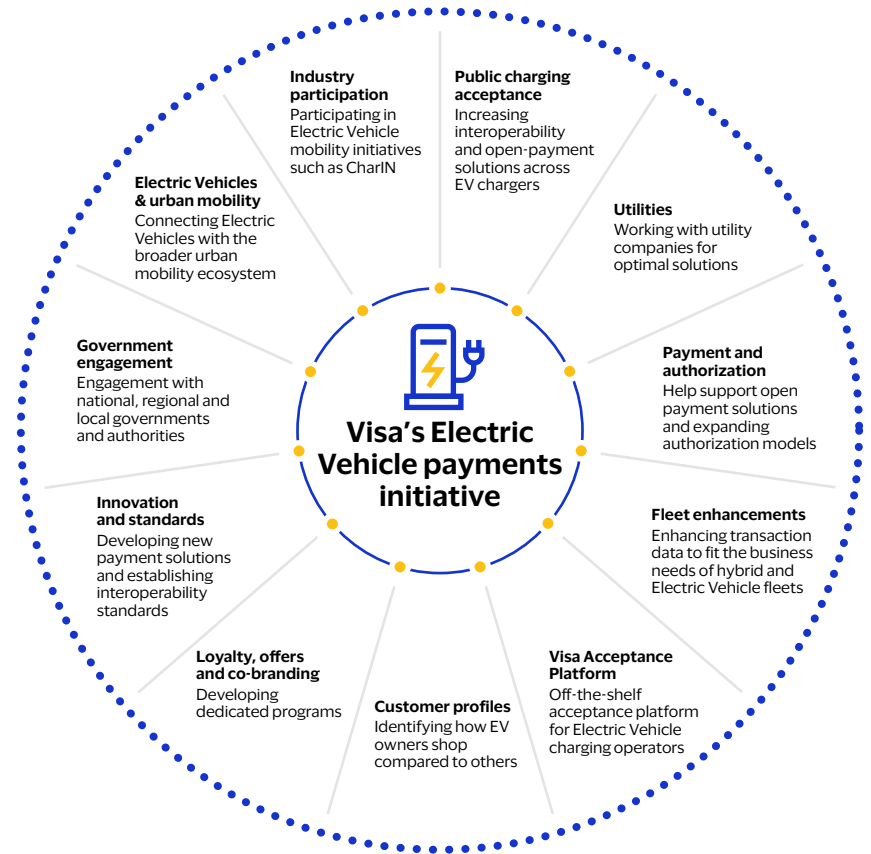 Visa's Electric
Vehicle payments
initiative
Public charging
acceptance
Increasing
interoperability
and open-payment
solutions across
EV chargers
Utilities
Working with utility
companies for
optimal solutions
Payment and
authorization
Help support open
payment solutions
and expanding
authorization models
Fleet enhancements
Enhancing transaction
data to fit the business
needs of hybrid and
Electric Vehicle fleets
Visa Acceptance
Platform
Off-the-shelf
acceptance platform
for Electric Vehicle
charging operators
Customer profiles
Identifying how EV
owners shop
compared to others
Loyalty, offers
and co-branding
Developing
dedicated programs
Innovation
and standards
Developing new
payment solutions
and establishing
interoperability
standards
Government
engagement
Engagement with
national, regional and
local governments
and authorities
Electric Vehicles
& urban mobility
Connecting Electric
Vehicles with the
broader urban
mobility ecosystem
Industry
participation
Participating in
Electric Vehicle
mobility initiatives
such as CharIN